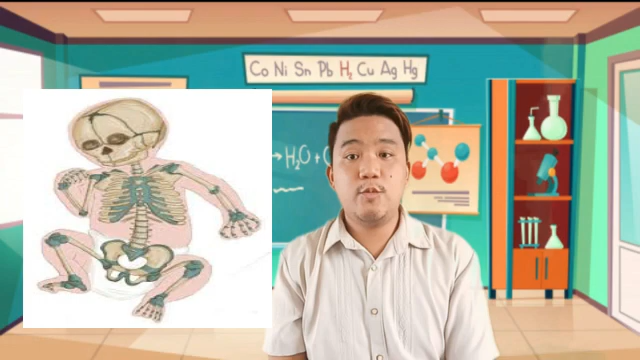 Co Ni Sn Pb H₂ Cu Ag Hg
→H₂O + C